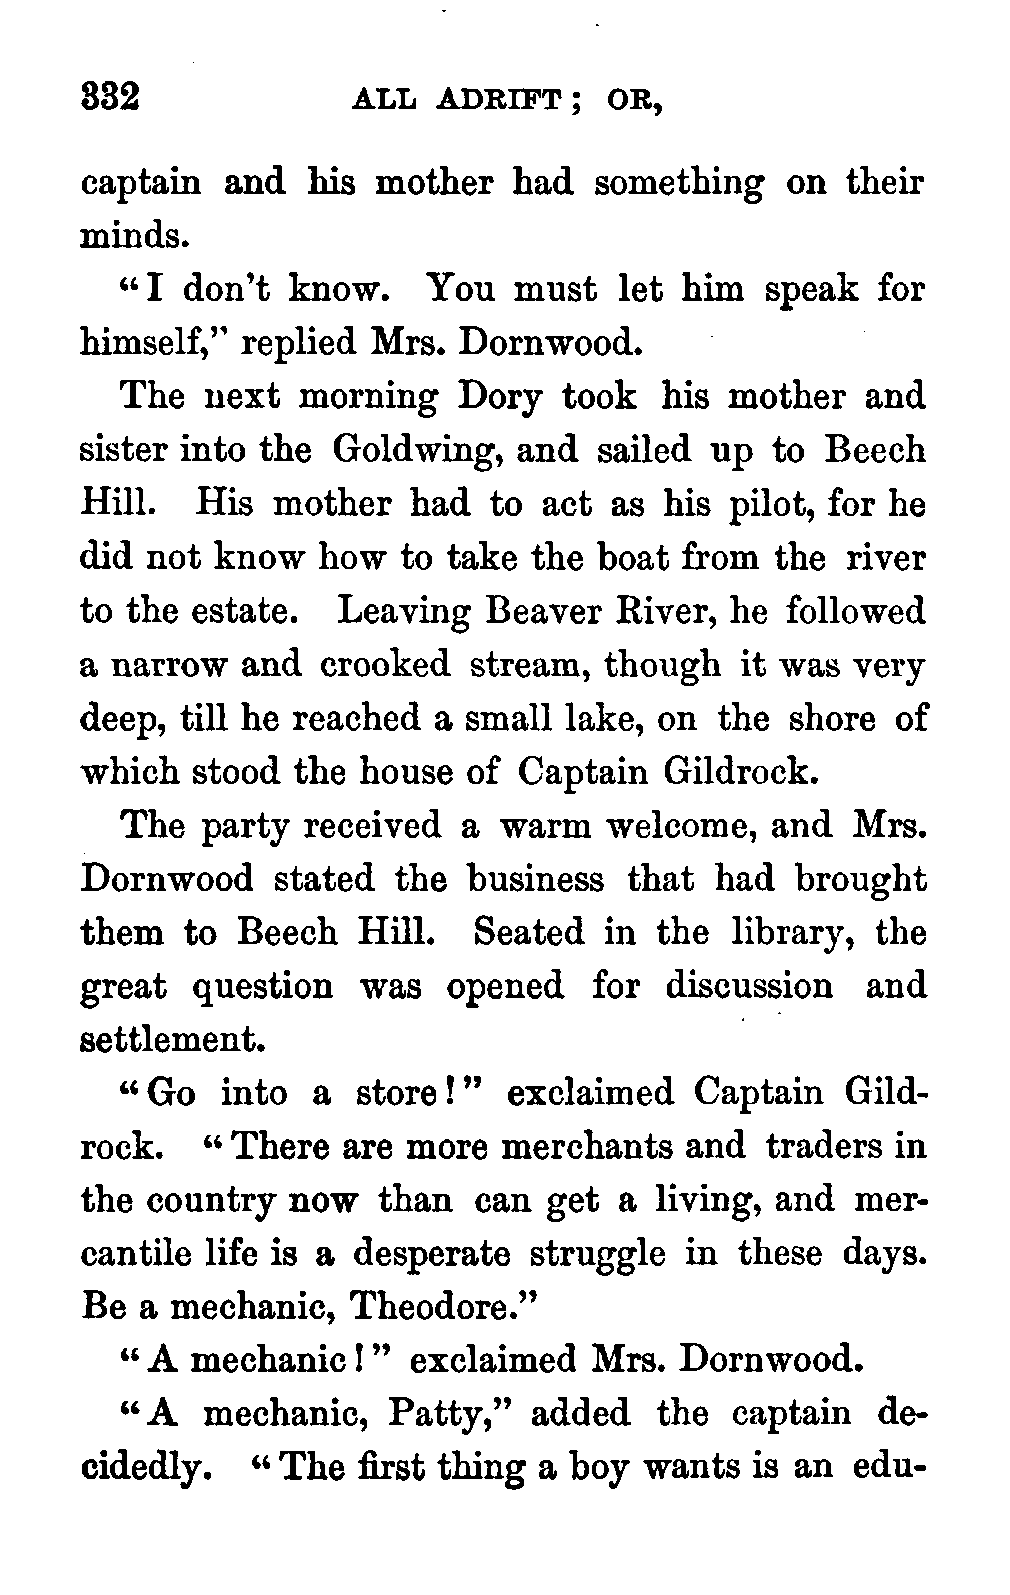 332 ALL ADRIFT; OR,
captain and his mother had something on their
minds.
"I don't know. You must let him speak for
himself," replied Mrs. Dornwood.
The next morning Dory took his mother and
sister into the Goldwing, and sailed up to Beech
Hill. His mother had to act as his pilot, for he
did not know how to take the boat from the river
to the estate. Leaving Beaver River, he followed
a narrow and crooked stream, though it was very
deep, till he reached a small lake, on the shore of
which stood the house of Captain Gildrock.
The party received a warm welcome, and Mrs.
Dornwood stated the business that had brought
them to Beech Hill. Seated in the library, the
great question was opened for discussion and
settlement.
"Go into a store!" exclaimed Captain Gild-
rock. "There are more merchants and traders in
the country now than can get a living, and mer-
cantile life is a desperate struggle in these days.
Be a mechanic, Theodore."
"A mechanic!" exclaimed Mrs. Dornwood.
"A mechanic, Patty," added the captain de-
cidedly. "The first thing a boy wants is an edu-